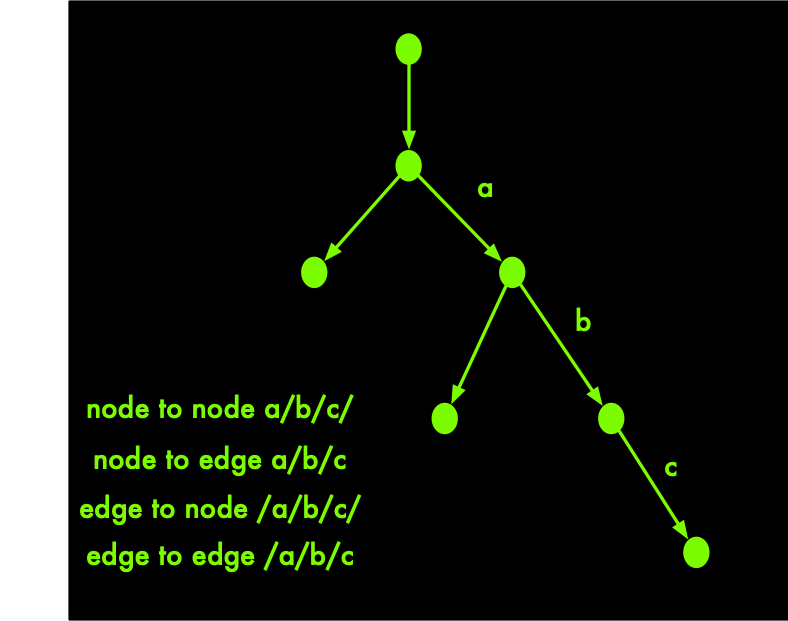 a
b
node to node a/b/c/
node to edge a/b/c
c
edge to node /a/b/c/
edge to edge /a/b/c